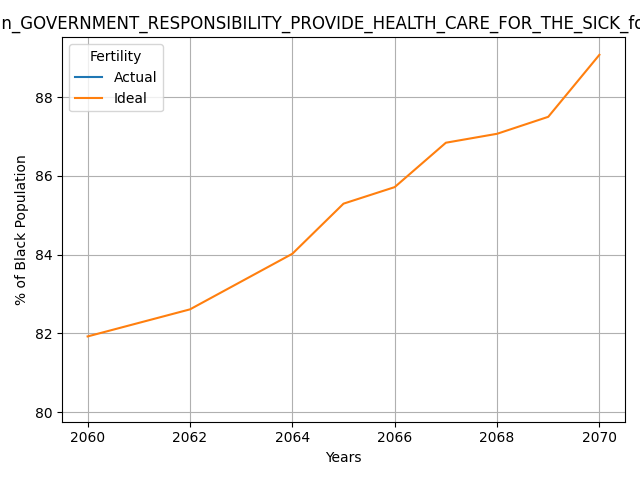 n_GOVERNMENT_RESPONSIBILITY_PROVIDE_HEALTH_CARE_FOR_THE_SICK_fo
Fertility
Actual
Ideal
88
86
84
82
80
% of Black Population
2060 2062 2064 2066 2068 2070
Years